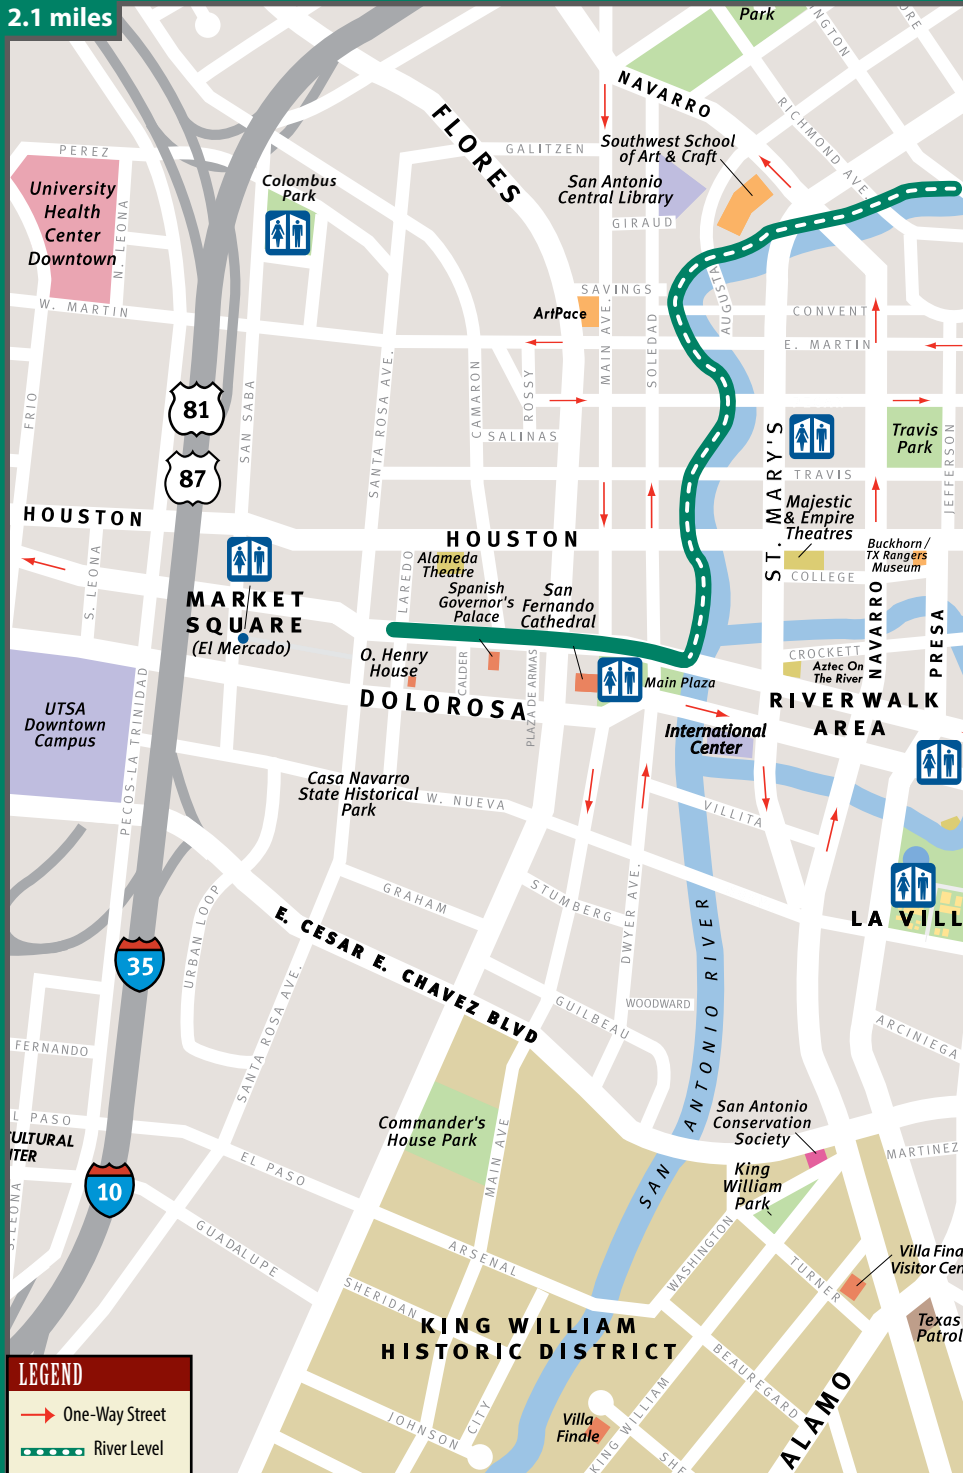 2.1 miles
Park
NAVARRO
FLORES
RICHMOND AVE.
PEREZ
GALITZEN
Southwest School
of Art & Craft
San Antonio
Central Library
GIRAUD
University
Health
Center
Downtown
N. LEONA
Colombus
Park
W. MARTIN
SAVINGS
ArtPace
MAIN AVE.
SOLEDAD
AUGUSTA
CONVENT
E. MARTIN
FRIO
81
SAN SABA
SANTA ROSA AVE.
CAMARON
ROSSY
SALINAS
ST. MARY'S
Travis
Park
JEFFERSON
87
TRAVIS
HOUSTON
HOUSTON
Majestic
& Empire
Theatres
Buckhorn/
TX Rangers
Museum
COLLEGE
S. LEONA
LAREDO
Alameda
Theatre
Spanish
Governor's
Palace
San
Fernando
Cathedral
MARKET
SQUARE
(El Mercado)
NAVARRO
PRESA
CROCKETT
O. Henry
House
CALDER
PLAZA DE ARMAS
Main Plaza
Aztec On
The River
DOLOROSA
RIVERWALK
AREA
UTSA
Downtown
Campus
PECOS-LA TRINIDAD
International
Center
Casa Navarro
State Historical
Park
W. NUEVA
VILLITA
GRAHAM
STUMBERG
DWYER AVE.
URBAN LOOP
E. CESAR E. CHAVEZ BLVD
LA VILL
35
SANTA ROSA AVE.
GUILBEAU
WOODWARD
SAN ANTONIO RIVER
ARCINIEGA
FERNANDO
L PASO
ULTURAL
TER
Commander's
House Park
MAIN AVE
San Antonio
Conservation
Society
MARTINEZ
EL PASO
10
King
William
Park
S. LEONA
GUADALUPE
ARSENAL
WASHINGTON
TURNER
Villa Fina
Visitor Cen
SHERIDAN
KING WILLIAM
HISTORIC DISTRICT
Texas
Patrol
BEAUREGARD
ALAMO
JOHNSON
CITY
Villa
Finale
KING WILLIAM
SHE
LEGEND
One-Way Street
River Level